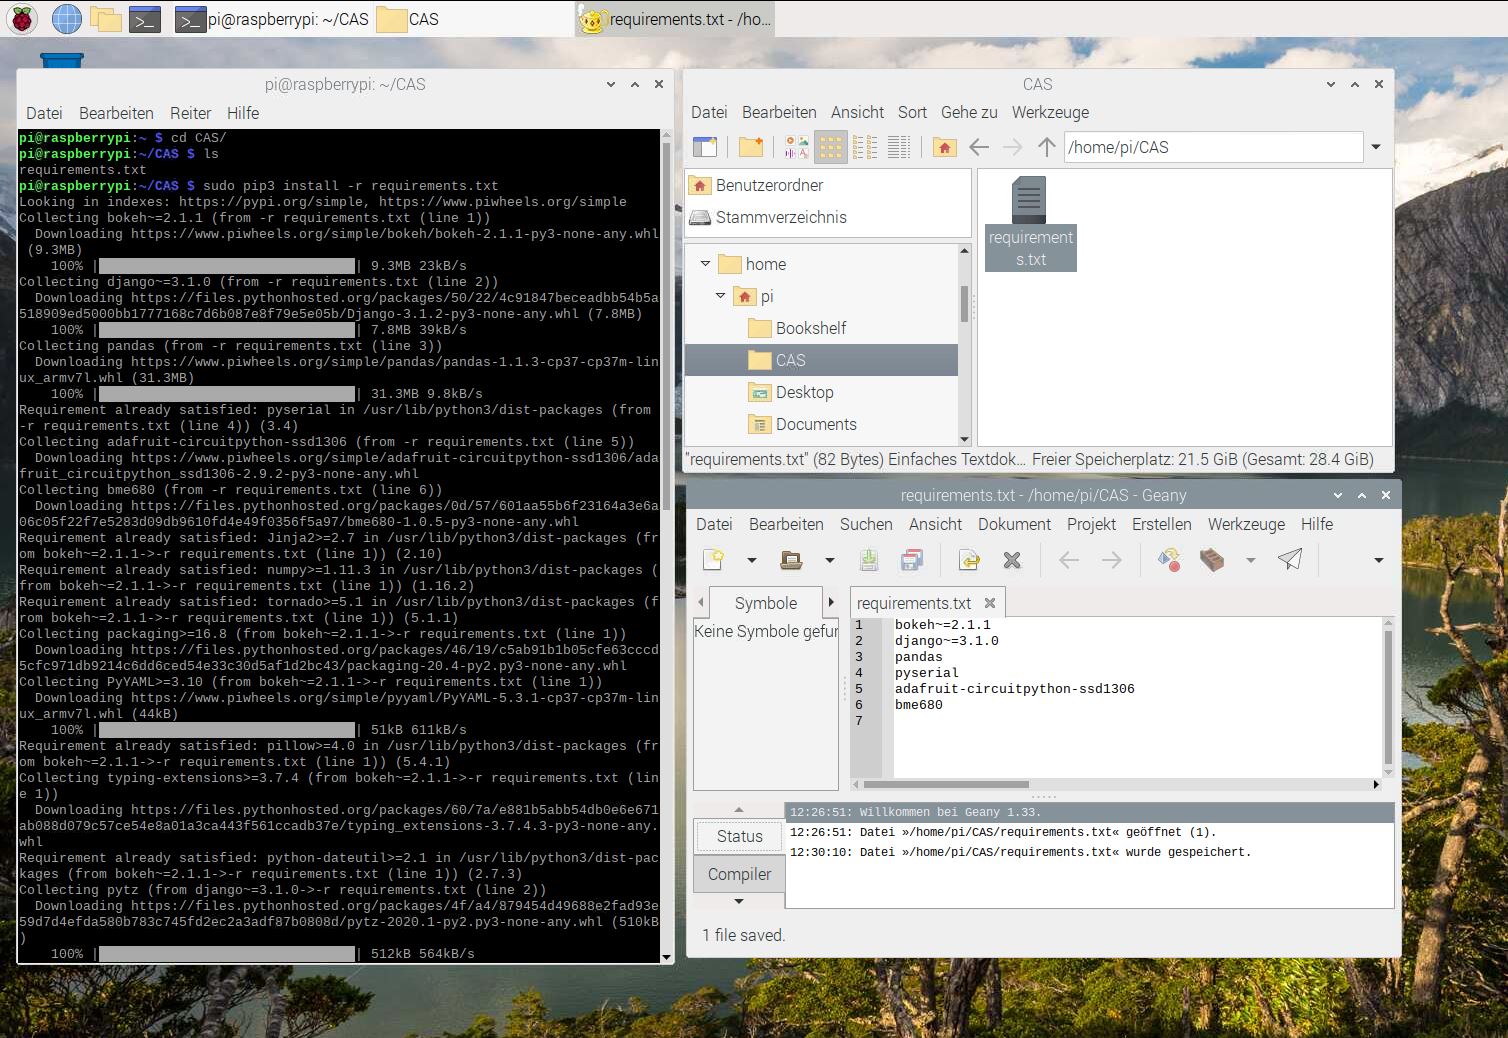 pi@raspberrypi: ~/CAS
CAS
requirements.txt - /ho...
pi@raspberrypi: ~/CAS
Datei Bearbeiten Reiter Hilfe
pi@raspberrypi:~ $ cd CAS/
pi@raspberrypi:~/CAS $ ls
requirements.txt
pi@raspberrypi:~/CAS $ sudo pip3 install -r requirements.txt
Looking in indexes: https://pypi.org/simple, https://www.piwheels.org/simple
Collecting bokeh~=2.1.1 (from -r requirements.txt (line 1))
Downloading https://www.piwheels.org/simple/bokeh/bokeh-2.1.1-py3-none-any.whl
(9.3MB)
100% | | 9.3MB 23kB/s
Collecting django~=3.1.0 (from -r requirements.txt (line 2))
Downloading https://files.pythonhosted.org/packages/50/22/4c91847beceadbb54b5a
518909ed5000bb1777168c7d6b087e8f79e5e05b/Django-3.1.2-py3-none-any.whl (7.8MB)
100% | | 7.8MB 39kB/s
Collecting pandas (from -r requirements.txt (line 3))
Downloading https://www.piwheels.org/simple/pandas/pandas-1.1.3-cp37-cp37m-lin
ux_armv7l.whl (31.3MB)
100% | | 31.3MB 9.8kB/s
Requirement already satisfied: pyserial in /usr/lib/python3/dist-packages (from
-r requirements.txt (line 4)) (3.4)
Collecting adafruit-circuitpython-ssd1306 (from -r requirements.txt (line 5))
Downloading https://www.piwheels.org/simple/adafruit-circuitpython-ssd1306/ada
fruit_circuitpython_ssd1306-2.9.2-py3-none-any.whl
Collecting bme680 (from -r requirements.txt (line 6))
Downloading https://files.pythonhosted.org/packages/0d/57/601aa55b6f23164a3e6a
06c05f22f7e5283d09db9610fd4e49f0356f5a97/bme680-1.0.5-py3-none-any.whl
Requirement already satisfied: Jinja2>=2.7 in /usr/lib/python3/dist-packages (fr
om bokeh~=2.1.1->-r requirements.txt (line 1)) (2.10)
Requirement already satisfied: numpy>=1.11.3 in /usr/lib/python3/dist-packages (
from bokeh~=2.1.1->-r requirements.txt (line 1)) (1.16.2)
Requirement already satisfied: tornado>=5.1 in /usr/lib/python3/dist-packages (f
rom bokeh~=2.1.1->-r requirements.txt (line 1)) (5.1.1)
Collecting packaging>=16.8 (from bokeh~=2.1.1->-r requirements.txt (line 1))
Downloading https://files.pythonhosted.org/packages/46/19/c5ab91b1b05cfe63cccd
5cfc971db9214c6dd6ced54e33c30d5af1d2bc43/packaging-20.4-py2.py3-none-any.whl
Collecting PyYAML>=3.10 (from bokeh~=2.1.1->-r requirements.txt (line 1))
Downloading https://www.piwheels.org/simple/pyyaml/PyYAML-5.3.1-cp37-cp37m-lin
ux_armv7l.whl (44kB)
100% | | 51kB 611kB/s
Requirement already satisfied: pillow>=4.0 in /usr/lib/python3/dist-packages (fr
om bokeh~=2.1.1->-r requirements.txt (line 1)) (5.4.1)
Collecting typing-extensions>=3.7.4 (from bokeh~=2.1.1->-r requirements.txt (lin
e 1))
Downloading https://files.pythonhosted.org/packages/60/7a/e881b5abb54db0e6e671
ab088d079c57ce54e8a01a3ca443f561ccadb37e/typing_extensions-3.7.4.3-py3-none-any.
whl
Requirement already satisfied: python-dateutil>=2.1 in /usr/lib/python3/dist-pac
kages (from bokeh~=2.1.1->-r requirements.txt (line 1)) (2.7.3)
Collecting pytz (from django~=3.1.0->-r requirements.txt (line 2))
Downloading https://files.pythonhosted.org/packages/4f/a4/879454d49688e2fad93e
59d7d4efda580b783c745fd2ec2a3adf87b0808d/pytz-2020.1-py2.py3-none-any.whl (510kB
)
100% | | 512kB 564kB/s
CAS
Datei Bearbeiten Ansicht Sort Gehe zu Werkzeuge
/home/pi/CAS
Benutzerordner
Stammverzeichnis
home
pi
Bookshelf
CAS
Desktop
Documents
requirement
s.txt
"requirements.txt" (82 Bytes) Einfaches Textdok... Freier Speicherplatz: 21.5 GiB (Gesamt: 28.4 GiB)
requirements.txt - /home/pi/CAS - Geany
Datei Bearbeiten Suchen Ansicht Dokument Projekt Erstellen Werkzeuge Hilfe
Symbole
Keine Symbole gefur
requirements.txt
1 bokeh~=2.1.1
2 django~=3.1.0
3 pandas
4 pyserial
5 adafruit-circuitpython-ssd1306
6 bme680
7
Status
Compiler
12:26:51: Willkommen bei Geany 1.33.
12:26:51: Datei »/home/pi/CAS/requirements.txt« geöffnet (1).
12:30:10: Datei »/home/pi/CAS/requirements.txt« wurde gespeichert.
1 file saved.